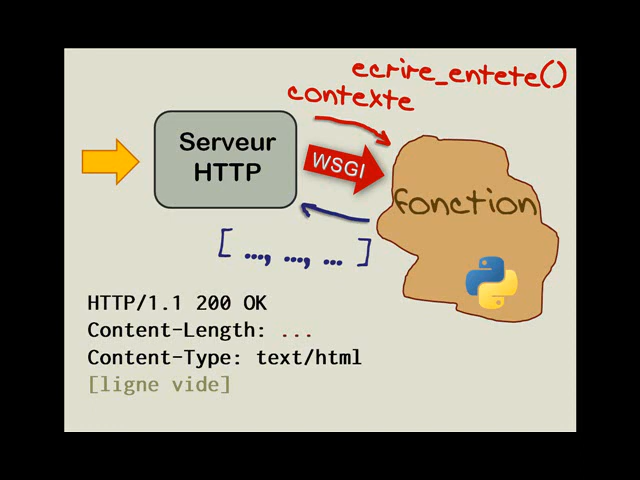 ecrire_entete()
contexte
Serveur
HTTP
WSGI
fonction
[ ..., ..., ... ]
HTTP/1.1 200 OK
Content-Length: ...
Content-Type: text/html
[ligne vide]